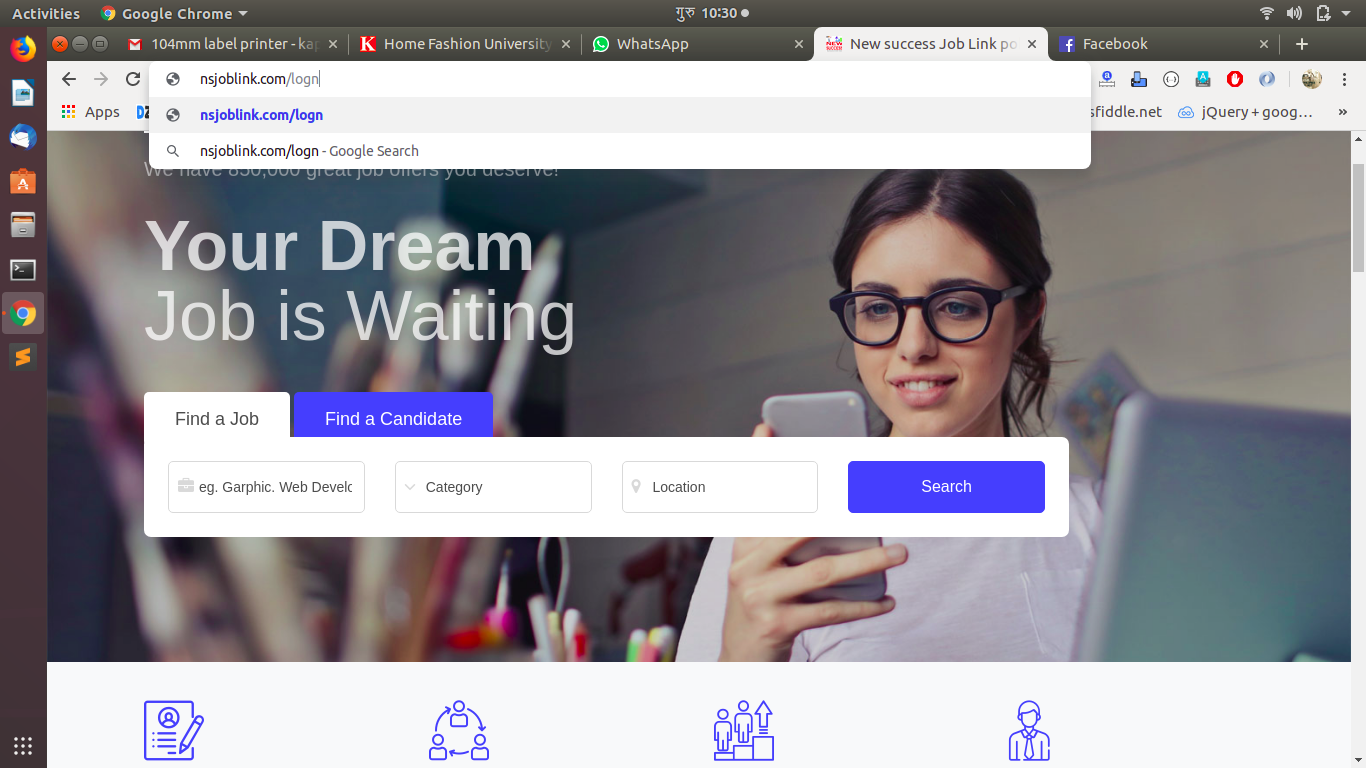 Activities
Google Chrome
गुरु 10:30
104mm label printer - kap
Home Fashion University
WhatsApp
New success Job Link po
Facebook
nsjoblink.com/logn
Apps
sfiddle.net
jQuery + goog…
»
nsjoblink.com/logn
nsjoblink.com/logn - Google Search
We have 850,000 great job offers you deserve!
Your Dream
Job is Waiting
Find a Job
Find a Candidate
eg. Garphic. Web Develo
Category
Location
Search